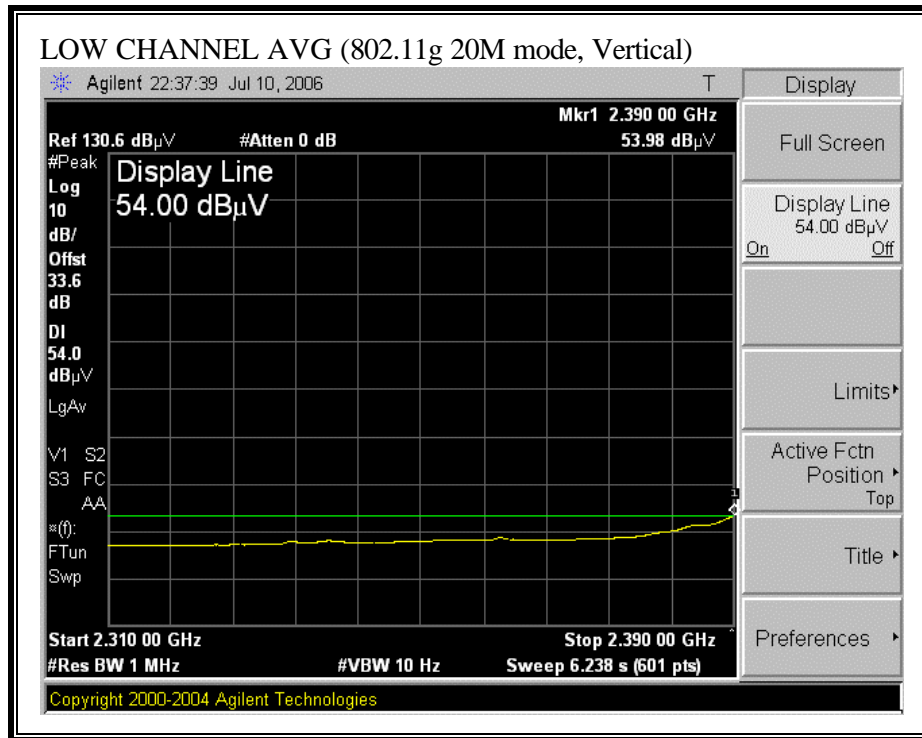 LOW CHANNEL AVG (802.11g 20M mode, Vertical)
Agilent 22:37:39 Jul 10, 2006 T
Mkr1 2.390 00 GHz
Ref 130.6 dBµV #Atten 0 dB 53.98 dBµV
#Peak
Log
10
dB/
Offst
33.6
dB
DI
54.0
dBµV
LgAv
V1 S2
S3 FC
AA
¤(f):
FTun
Swp
Display Line
54.00 dBµV
1
Start 2.310 00 GHz Stop 2.390 00 GHz
#Res BW 1 MHz #VBW 10 Hz Sweep 6.238 s (601 pts)
Copyright 2000-2004 Agilent Technologies
Display
Full Screen
Display Line
54.00 dBµV
On Off
Limits
Active Fctn
Position
Top
Title
Preferences